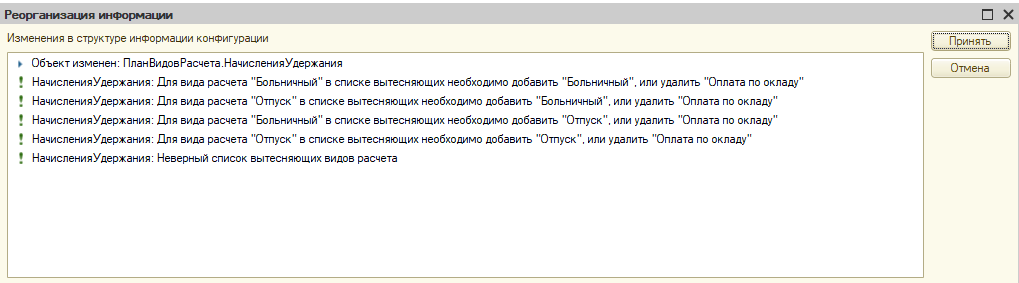 Реорганизация информации
Изменения в структуре информации конфигурации
Принять
Объект изменен: ПланВидовРасчета.НачисленияУдержания
Отмена
НачисленияУдержания: Для вида расчета "Больничный" в списке вытесняющих необходимо добавить "Больничный", или удалить "Оплата по окладу"
НачисленияУдержания: Для вида расчета "Отпуск" в списке вытесняющих необходимо добавить "Больничный", или удалить "Оплата по окладу"
НачисленияУдержания: Для вида расчета "Больничный" в списке вытесняющих необходимо добавить "Отпуск", или удалить "Оплата по окладу"
НачисленияУдержания: Для вида расчета "Отпуск" в списке вытесняющих необходимо добавить "Отпуск", или удалить "Оплата по окладу"
НачисленияУдержания: Неверный список вытесняющих видов расчета